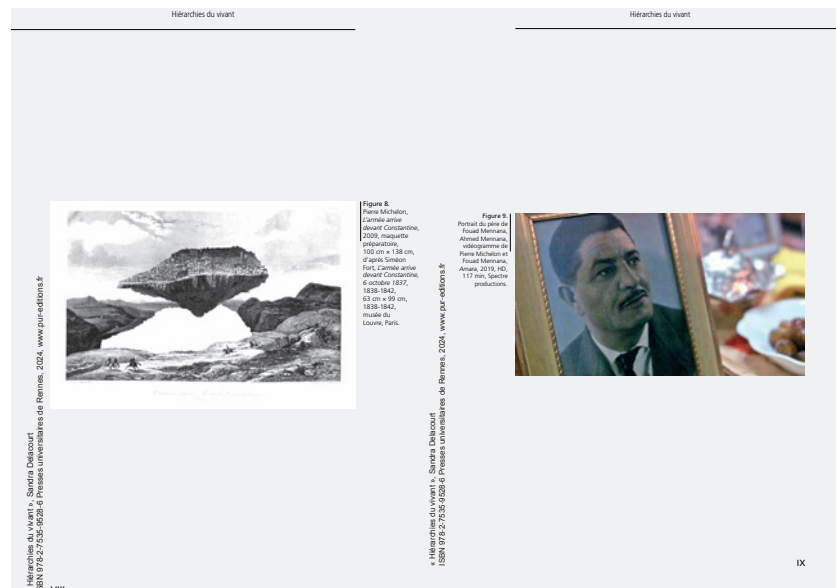 Hiérarchies du vivant
Figure 8.
Pierre Michelon,
L'armée arrive
devant Constantine,
2009, maquette
préparatoire,
100 cm × 138 cm,
d'après Siméon
Fort, L'armée arrive
devant Constantine,
6 octobre 1837,
1838-1842,
63 cm × 99 cm,
1838-1842,
musée du
Louvre, Paris.
Hiérarchies du vivant », Sandra Delacourt
SBN 978-2-7535-9528-6 Presses universitaires de Rennes, 2024, www.pur-editions.fr
Hiérarchies du vivant
Figure 9.
Portrait du père de
Fouad Mennana,
Ahmed Mennana,
vidéogramme de
Pierre Michelon et
Fouad Mennana,
Amara, 2019, HD,
117 min, Spectre
productions.
« Hiérarchies du vivant », Sandra Delacourt
ISBN 978-2-7535-9528-6 Presses universitaires de Rennes, 2024, www.pur-editions.fr
IX